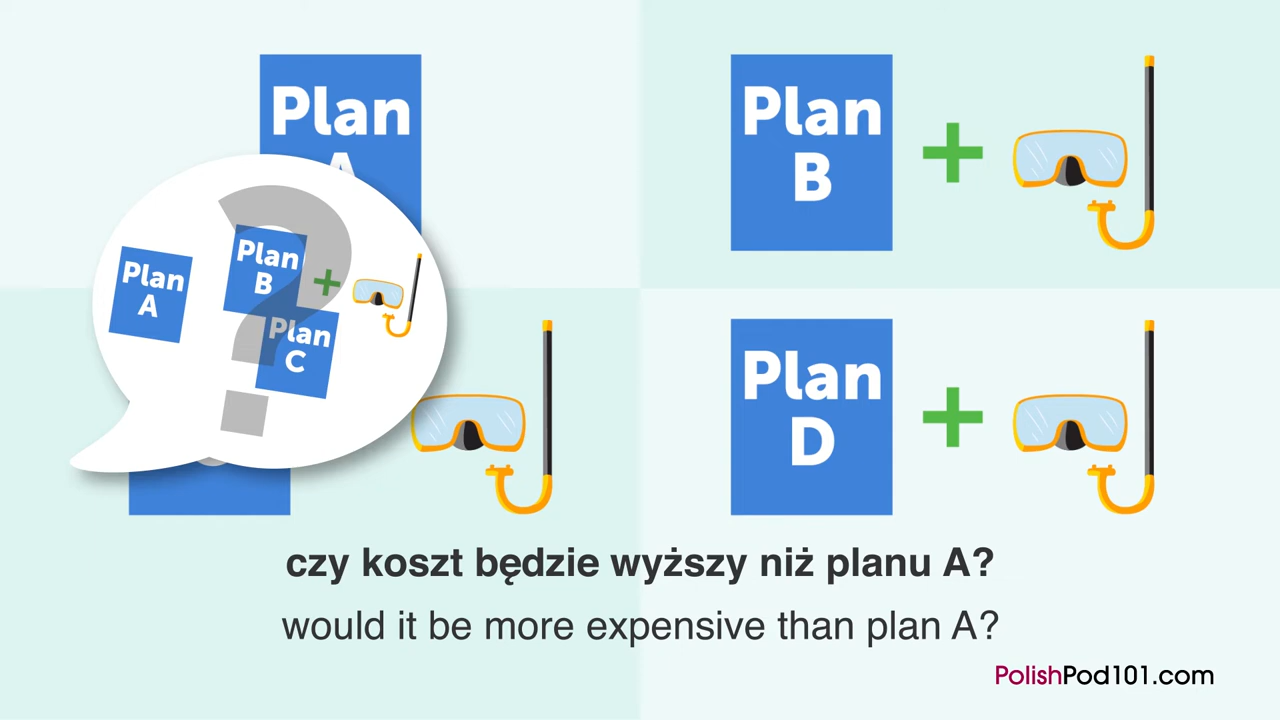 Plan
A
Plan
B
Plan
A
Plan
B
Plan
C
?
Plan
D
czy koszt będzie wyższy niż planu A?
would it be more expensive than plan A?
PolishPod101.com